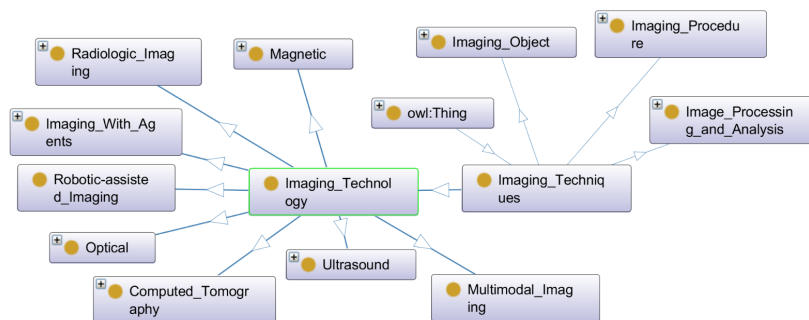 Imaging_Procedu
re
Imaging_Object
Radiologic_Imag
ing
Magnetic
owl:Thing
Image_Processin
g_and_Analysis
Imaging_With_Ag
ents
Robotic-assiste
d_Imaging
Imaging_Technol
ogy
Imaging_Techniq
ues
Optical
Ultrasound
Computed_Tomogr
aphy
Multimodal_Imag
ing